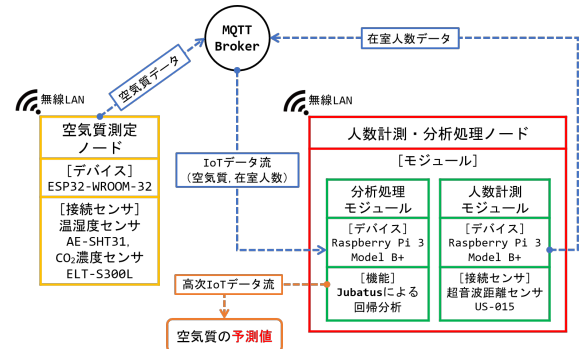 MQTT
Broker
在室人数データ
空気質データ
無線LAN
無線LAN
空気質測定
ノード
[デバイス]
ESP32-WROOM-32
[接続センサ]
温湿度センサ
AE-SHT31,
CO₂濃度センサ
ELT-S300L
IoTデータ流
(空気質,在室人数)
人数計測・分析処理ノード
[モジュール]
分析処理
モジュール
[デバイス]
Raspberry Pi 3
Model B+
[機能]
Jubatusによる
回帰分析
人数計測
モジュール
[デバイス]
Raspberry Pi 3
Model B+
[接続センサ]
超音波距離センサ
US-015
高次IoTデータ流
空気質の予測値